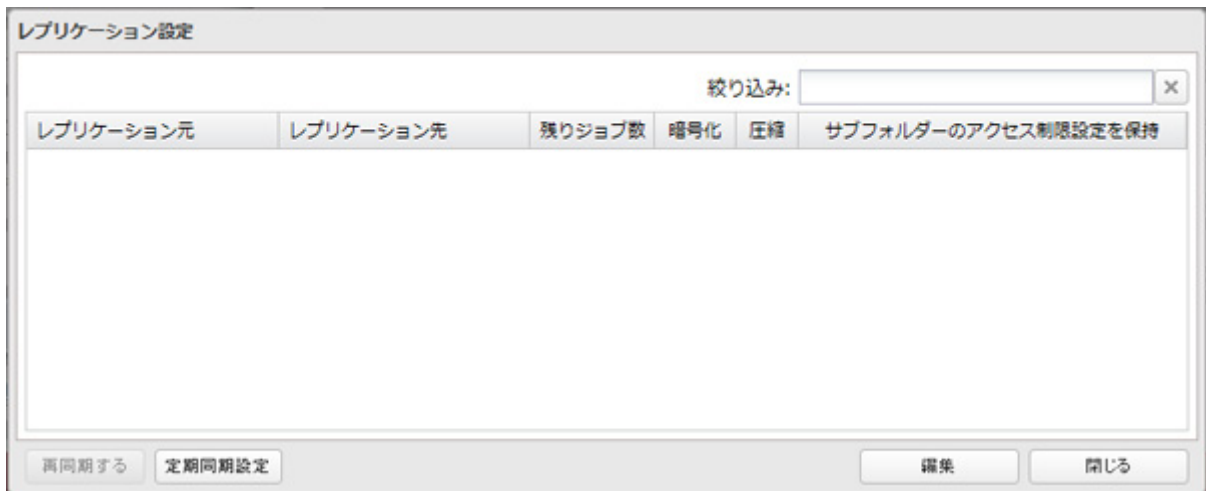 レプリケーション設定
絞り込み:
レプリケーション元 レプリケーション先 残りジョブ数 暗号化 圧縮 サブフォルダーのアクセス制限設定を保持
再同期する 定期同期設定 編集 閉じる